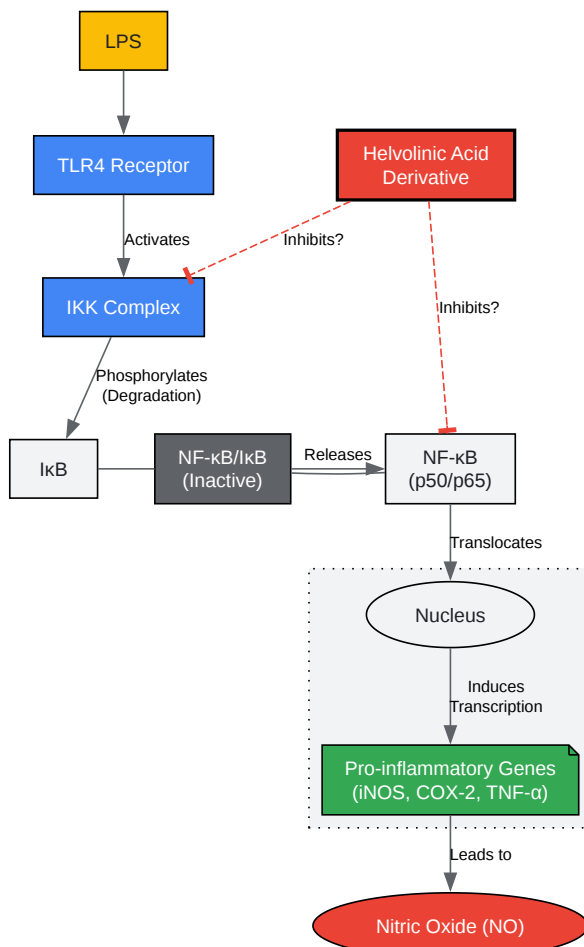 LPS
TLR4 Receptor
Helvolinic Acid
Derivative
Activates
Inhibits?
IKK Complex
Inhibits?
Phosphorylates
(Degradation)
IκB
NF-κB/IκB
(Inactive)
Releases
NF-κB
(p50/p65)
Translocates
Nucleus
Induces
Transcription
Pro-inflammatory Genes
(iNOS, COX-2, TNF-α)
Leads to
Nitric Oxide (NO)